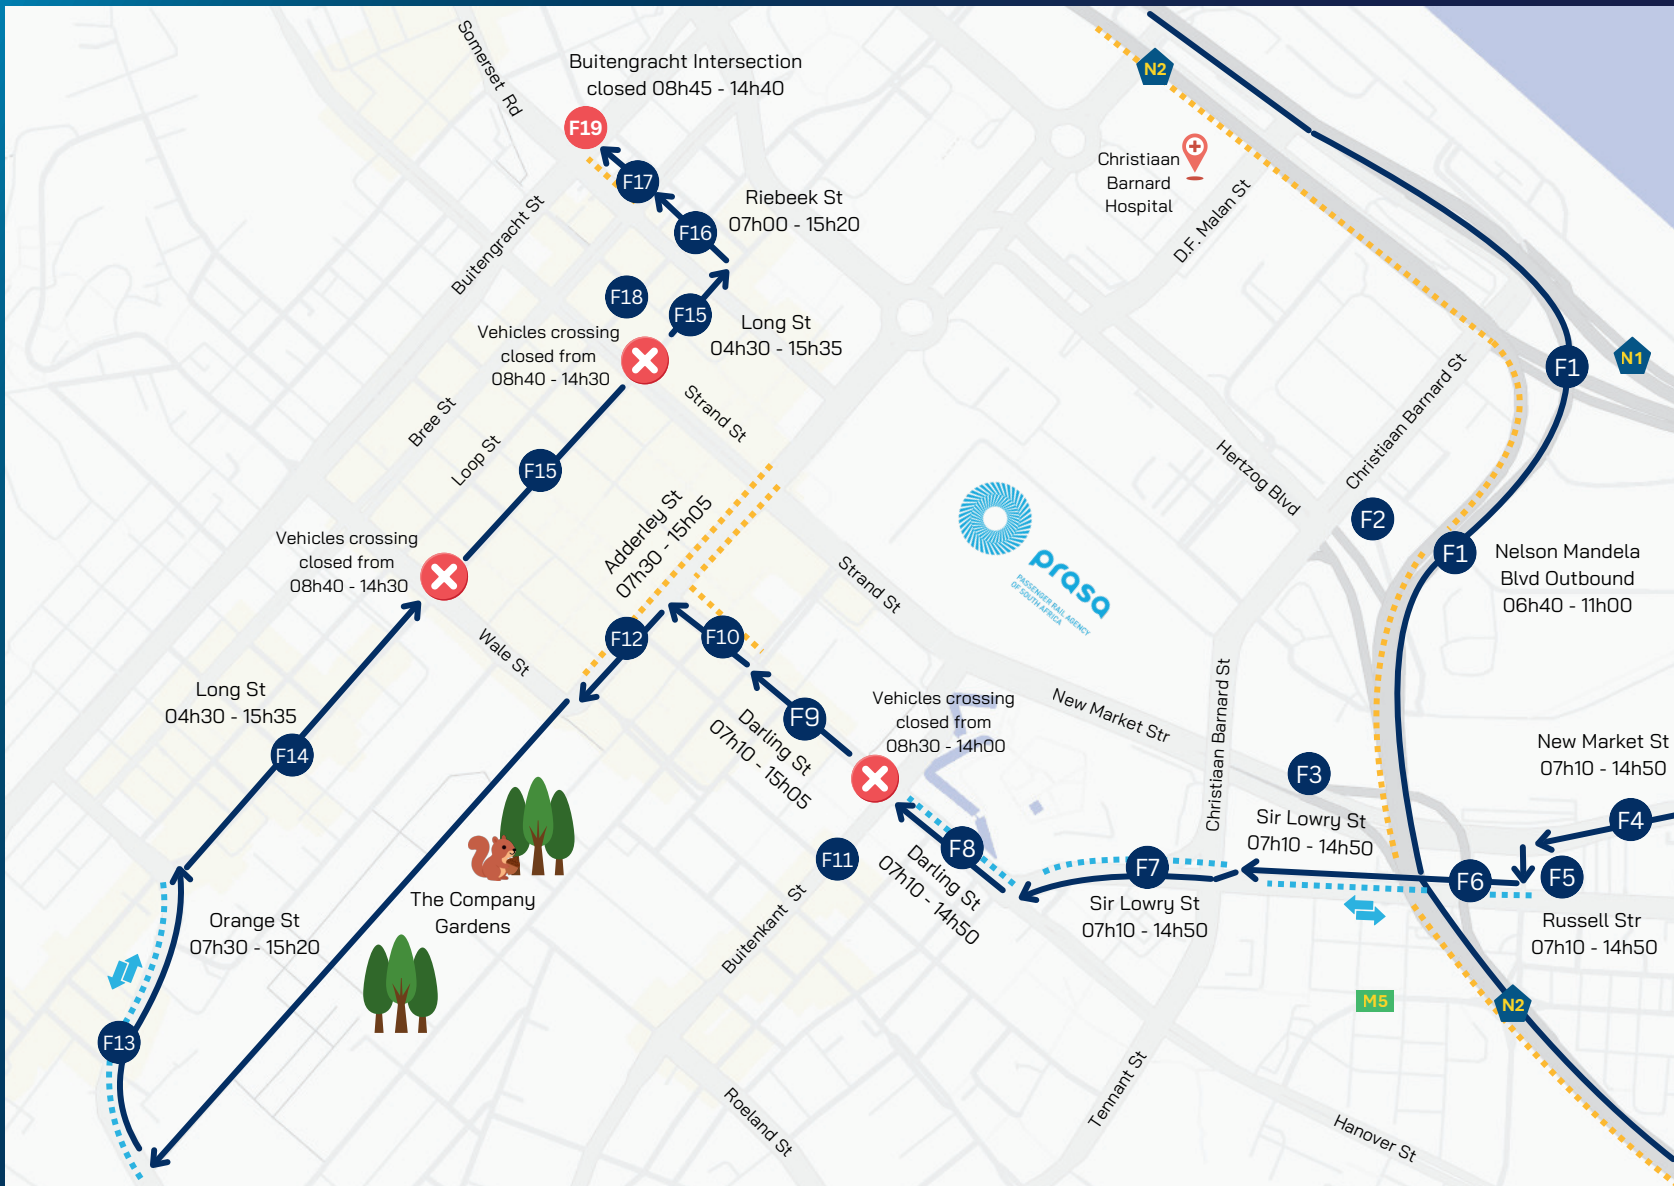 Somerset Rd
Buitengracht Intersection
closed 08h45 - 14h40
F19
F17
N2
Christiaan
Barnard
Hospital
D.F. Malan St
Riebeek St
07h00 - 15h20
F16
Buitengracht St
F18
F15
Long St
04h30 - 15h35
Vehicles crossing
closed from
08h40 - 14h30
F1
N1
Strand St
Bree St
Loop St
F15
Christiaan Barnard St
Hertzog Blvd
F2
F1
Nelson Mandela
Blvd Outbound
06h40 - 11h00
Adderley St
07h30 - 15h05
prasa
PASSENGER RAIL AGENCY
OF SOUTH AFRICA
Vehicles crossing
closed from
08h40 - 14h30
Strand St
Wale St
F12
F10
Long St
04h30 - 15h35
F14
F9
Darling St
07h10 - 15h05
Vehicles crossing
closed from
08h30 - 14h00
New Market Str
Christiaan Barnard St
F3
New Market St
07h10 - 14h50
F4
Sir Lowry St
07h10 - 14h50
F11
F8
Darling St
07h10 - 14h50
F7
Sir Lowry St
07h10 - 14h50
F6
F5
Russell Str
07h10 - 14h50
The Company
Gardens
Orange St
07h30 - 15h20
Buitenkant St
M5
N2
F13
Roeland St
Tennant St
Hanover St